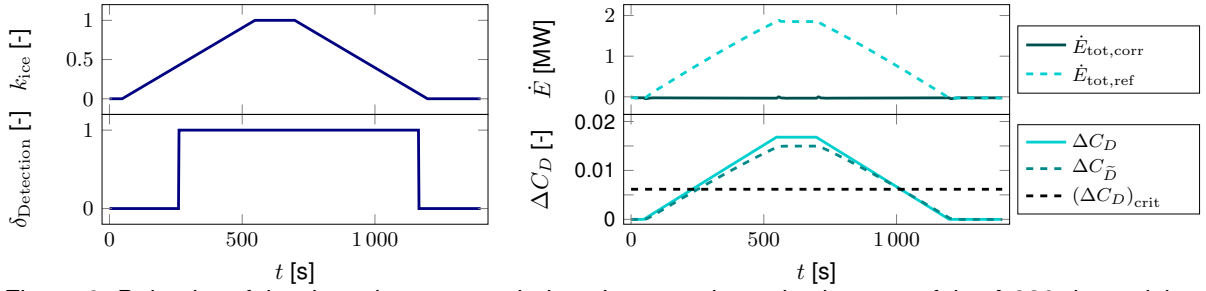 1
0.5
0
k_ice [-]
1
0
δ_Detection [-]
0 500 1 000
t [s]
2
1
0
Ė [MW]
Ė_tot,corr
Ė_tot,ref
0.02
0.01
0
ΔC_D [-]
ΔC_D
ΔC_D̃
(ΔC_D)_crit
0 500 1 000
t [s]
Figure